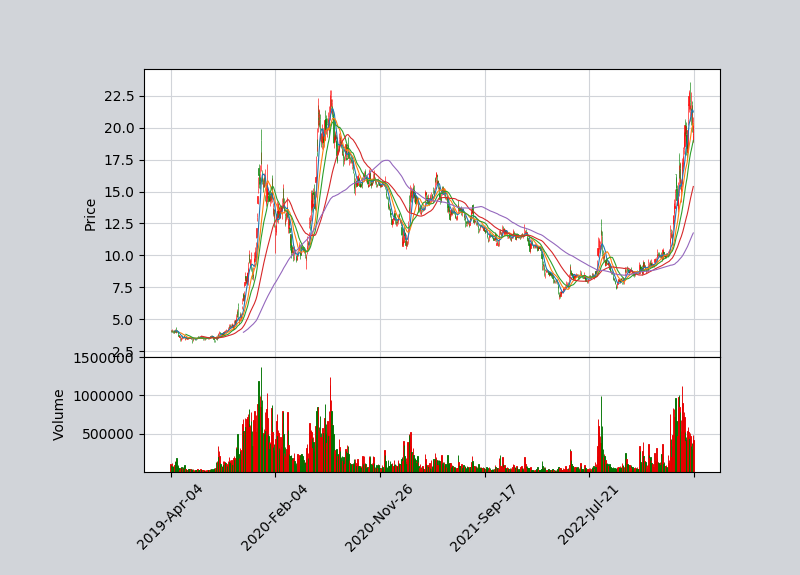 22.5
20.0
17.5
15.0
12.5
10.0
7.5
5.0
2.5
Price
1500000
1000000
500000
Volume
2019-Apr-04
2020-Feb-04
2020-Nov-26
2021-Sep-17
2022-Jul-21